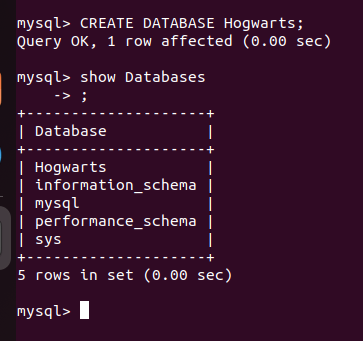 mysql> CREATE DATABASE Hogwarts;
Query OK, 1 row affected (0.00 sec)
mysql> show Databases
    -> ;
+--------------------+
| Database           |
+--------------------+
| Hogwarts           |
| information_schema |
| mysql              |
| performance_schema |
| sys                |
+--------------------+
5 rows in set (0.00 sec)
mysql>